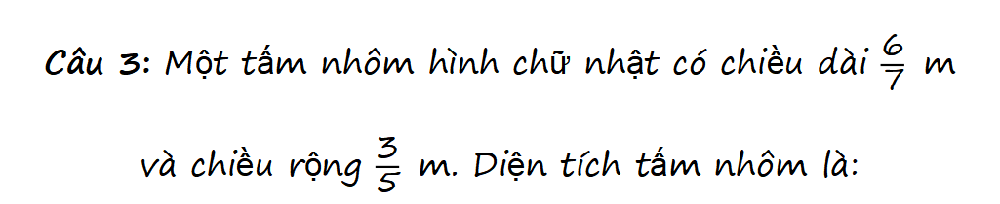 Câu 3: Một tấm nhôm hình chữ nhật có chiều dài 6/7 m
và chiều rộng 3/5 m. Diện tích tấm nhôm là: